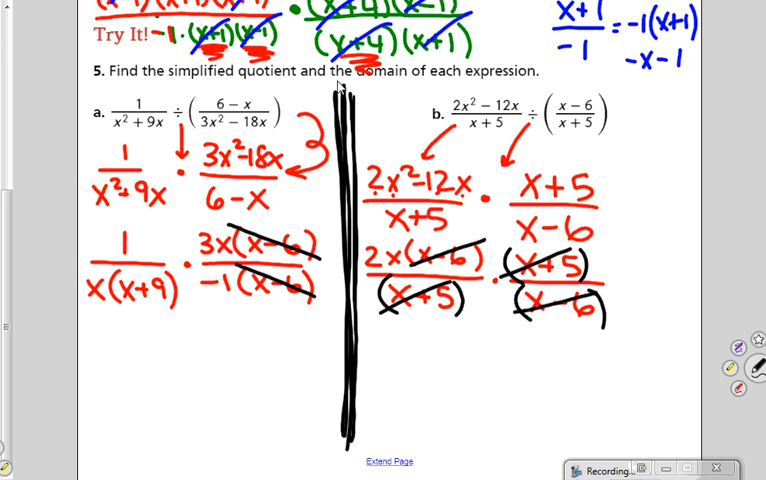 (x+4)(x-1)
Try It! -1·(x+1)(x-1) · (x+4)(x+1)
x+1/-1 = -1(x+1)
-x-1
5. Find the simplified quotient and the domain of each expression.
a. 1/(x² + 9x) ÷ ((6 − x)/(3x² − 18x))
1/(x²+9x) · (3x²-18x)/(6-x)
1/(x(x+9)) · 3x(x-6)/(-1(x-6))
b. (2x² − 12x)/(x + 5) ÷ ((x − 6)/(x + 5))
(2x²-12x)/(x+5) · (x+5)/(x-6)
2x(x-6)/(x+5) · (x+5)/(x-6)
Extend Page
Recording...